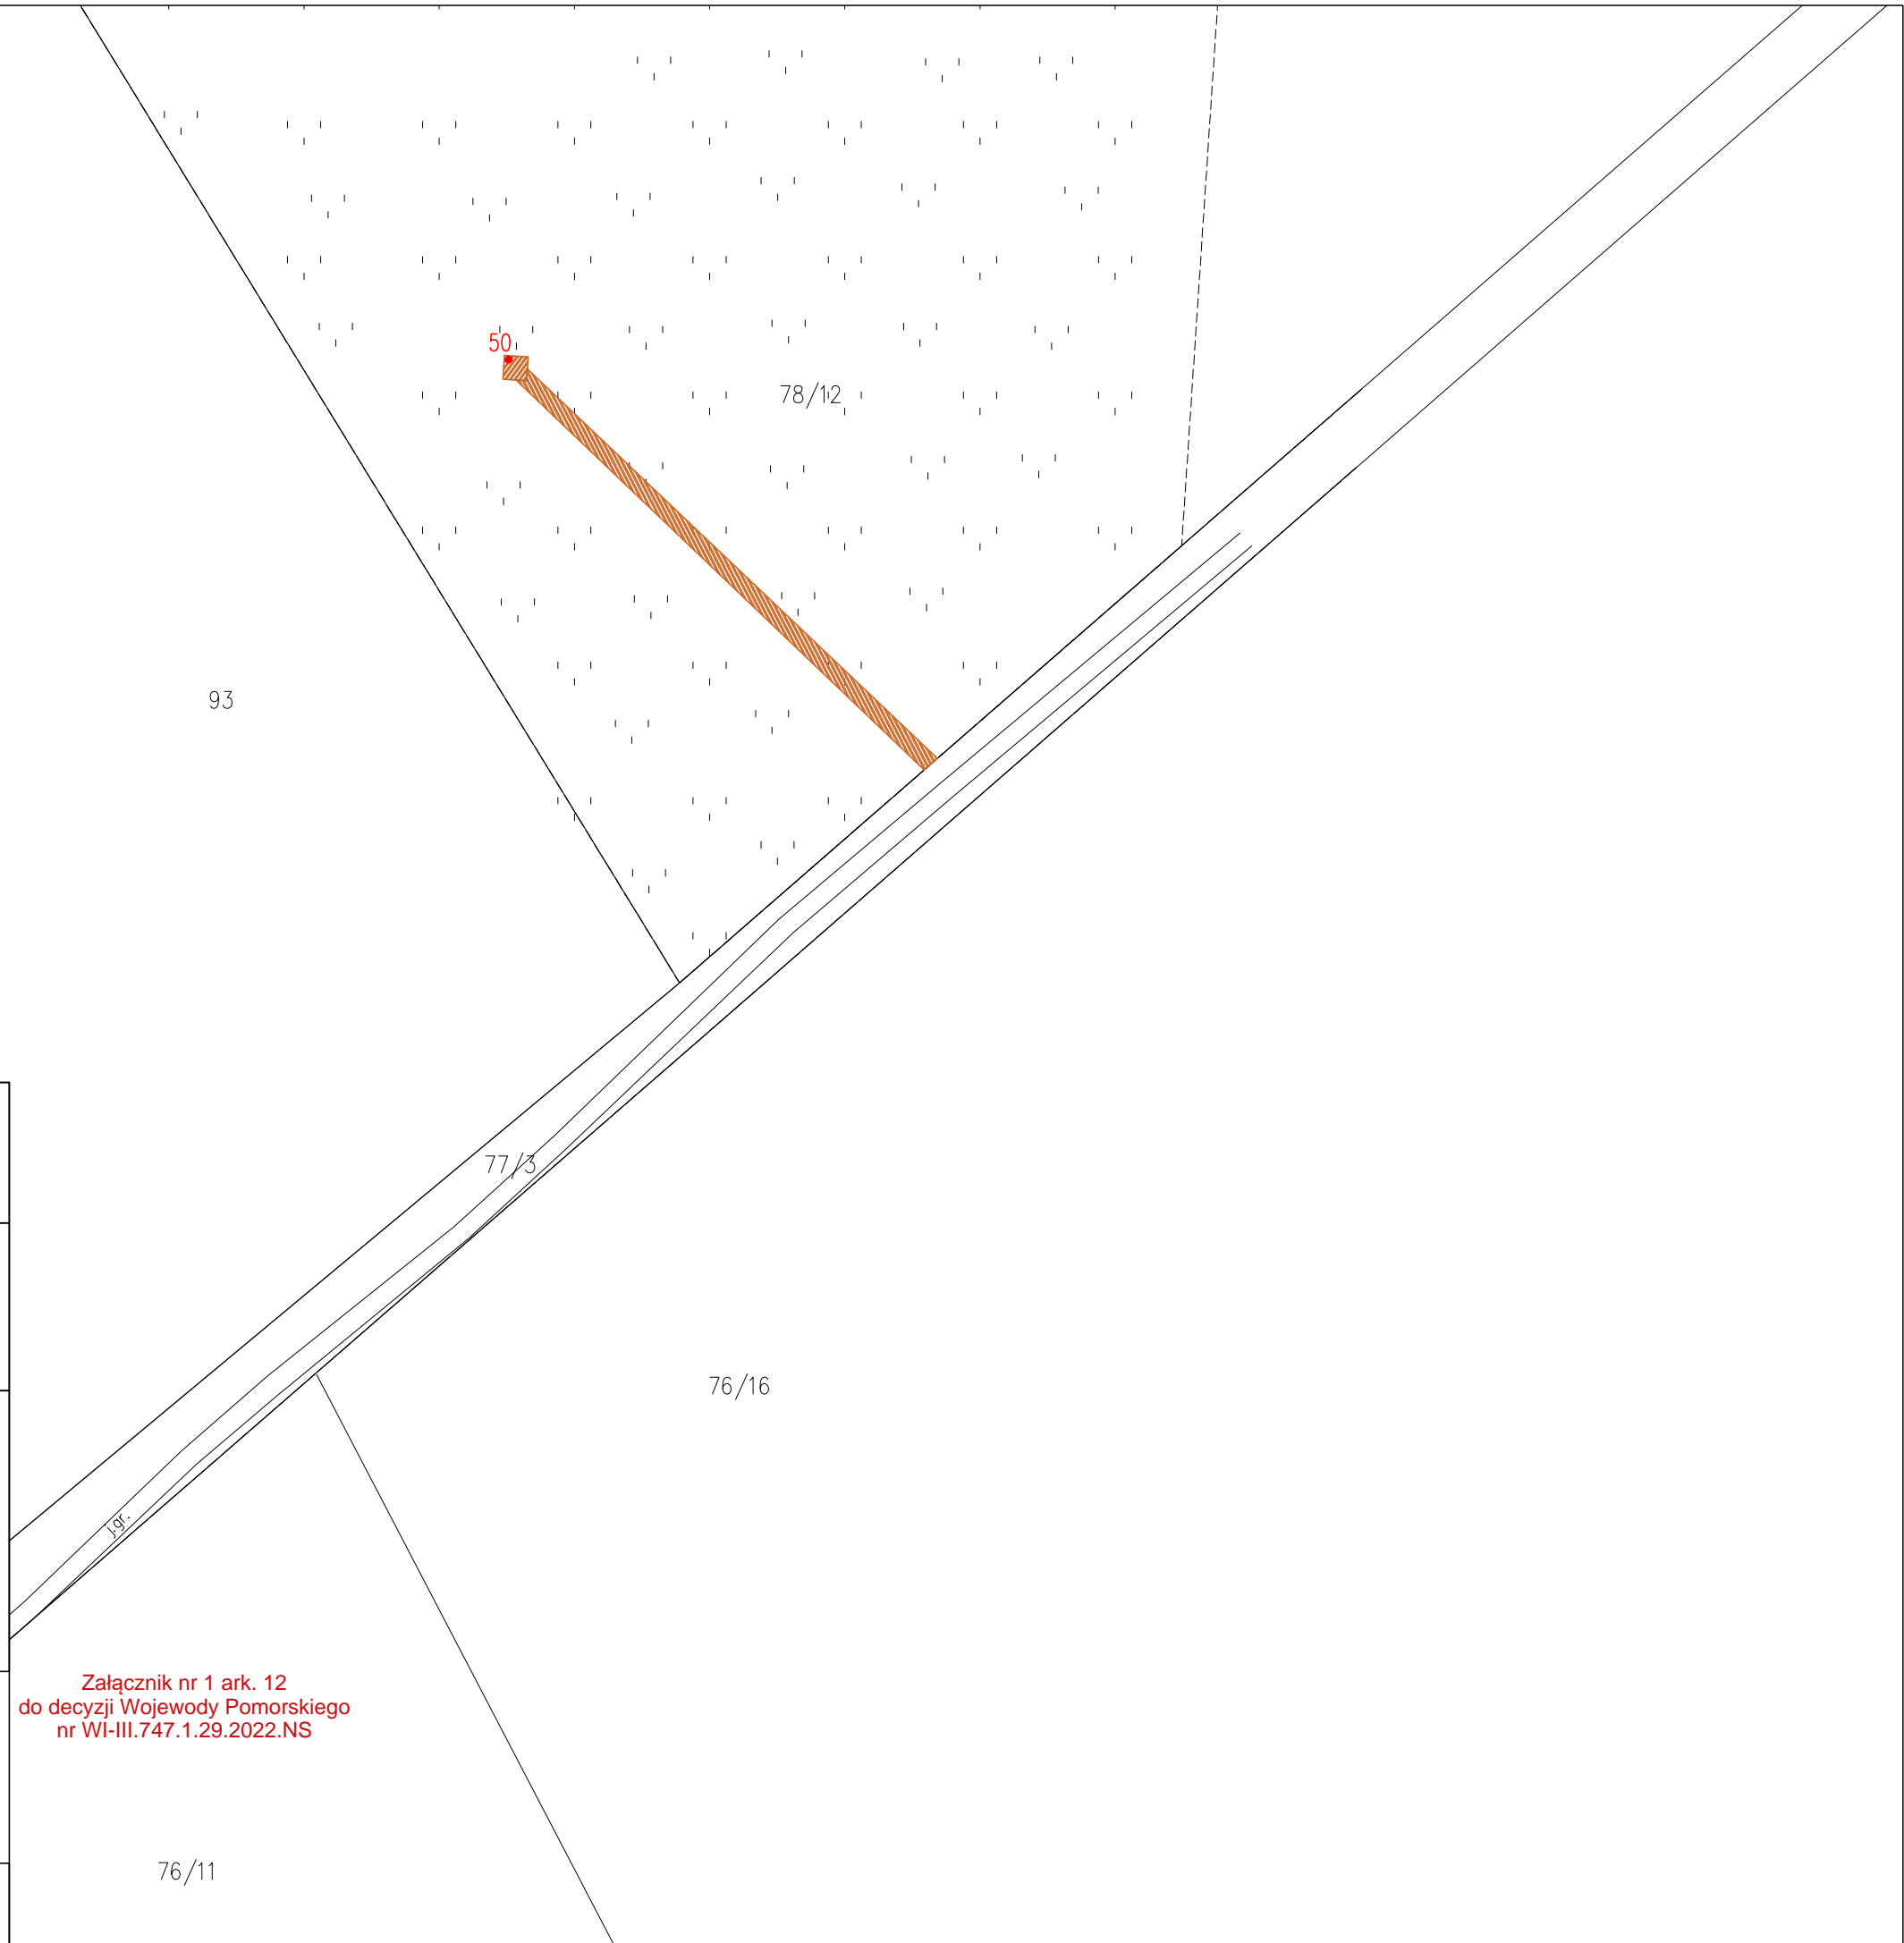 50
78/12
93
77/3
76/16
j.gr.
Załącznik nr 1 ark. 12
do decyzji Wojewody Pomorskiego
nr WI-III.747.1.29.2022.NS
76/11